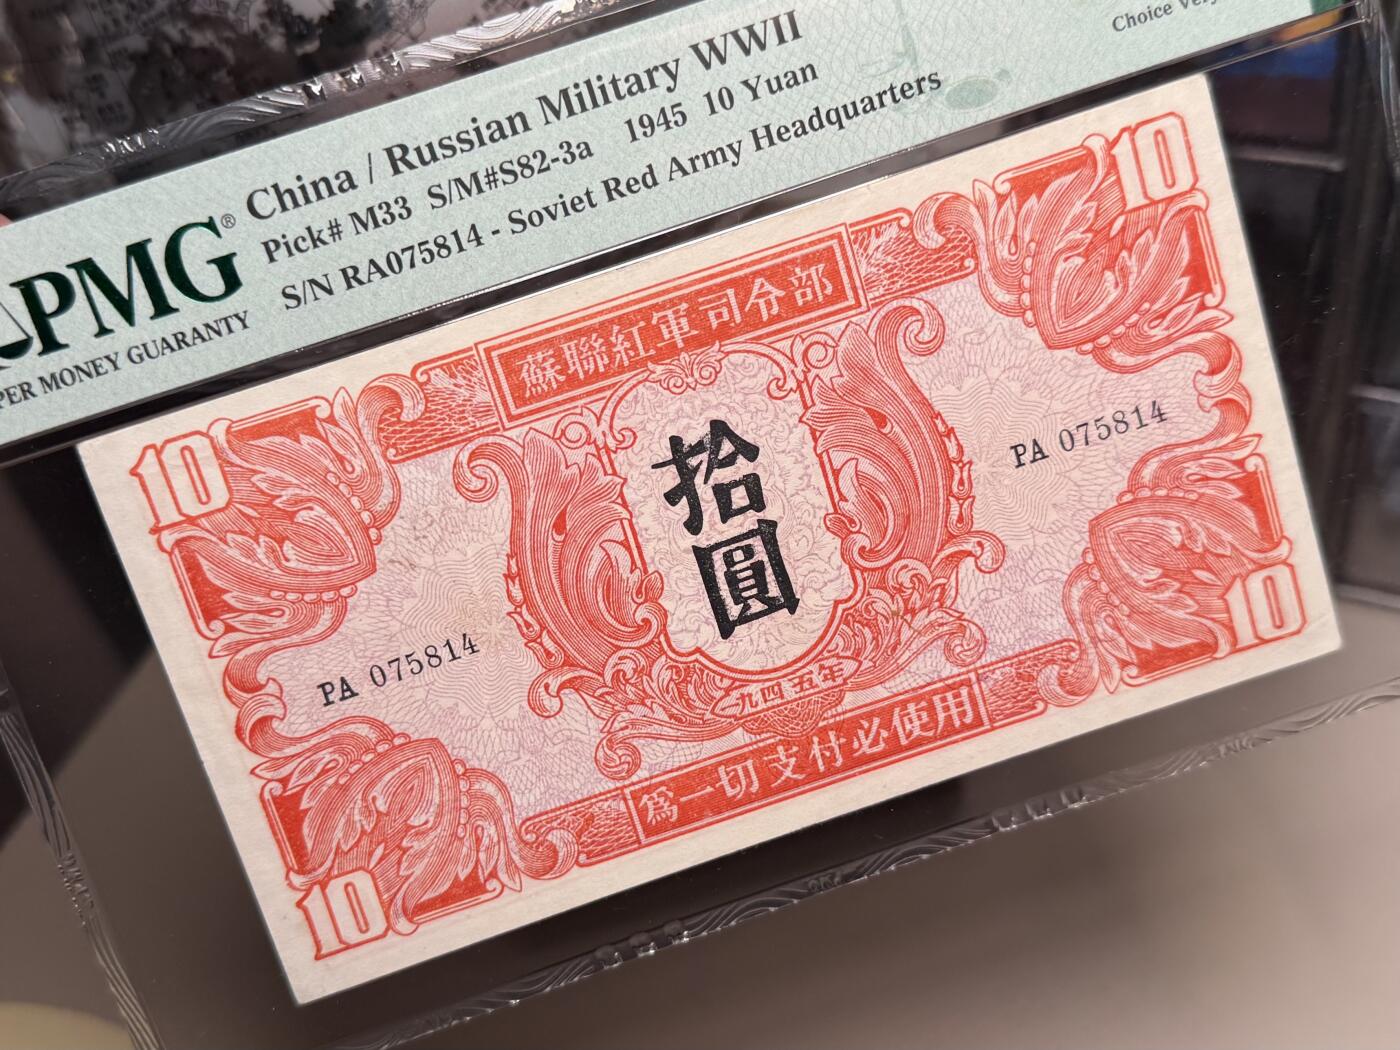 China / Russian Military WWII
Pick# M33 S/M#S82-3a 1945 10 Yuan
S/N RA075814 - Soviet Red Army Headquarters
Choice
PMG®
PER MONEY GUARANTY
10
10
蘇聯紅軍司令部
拾圓
PA 075814
PA 075814
一九四五年
為一切支付必使用
10
10